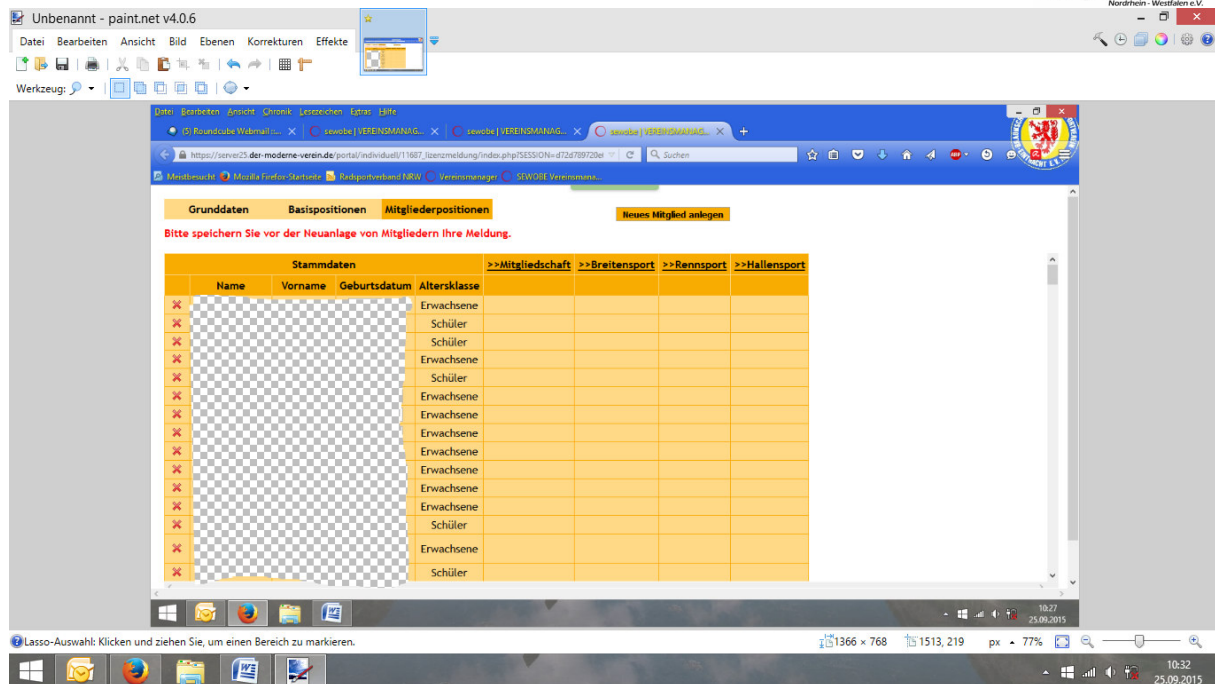 Nordrhein - Westfalen e.V.
Unbenannt - paint.net v4.0.6
Datei Bearbeiten Ansicht Bild Ebenen Korrekturen Effekte
Werkzeug:
Datei Bearbeiten Ansicht Chronik Lesezeichen Extras Hilfe
(5) Roundcube Webmail ::... sewobe | VEREINSMANAG... sewobe | VEREINSMANAG... sewobe | VEREINSMANAG...
https://server25.der-moderne-verein.de/portal/individuell/11687_lizenzmeldung/index.php?SESSION=d72d789720ei Suchen
Meistbesucht Mozilla Firefox-Startseite Radsportverband NRW Vereinsmanager SEWOBE Vereinsmana...
Grunddaten Basispositionen Mitgliederpositionen
Neues Mitglied anlegen
Bitte speichern Sie vor der Neuanlage von Mitgliedern Ihre Meldung.
Stammdaten >>Mitgliedschaft >>Breitensport >>Rennsport >>Hallensport
Name Vorname Geburtsdatum Altersklasse
Erwachsene
Schüler
Schüler
Erwachsene
Schüler
Erwachsene
Erwachsene
Erwachsene
Erwachsene
Erwachsene
Erwachsene
Erwachsene
Schüler
Erwachsene
Schüler
10:27
25.09.2015
Lasso-Auswahl: Klicken und ziehen Sie, um einen Bereich zu markieren. 1366 × 768 1513, 219 px 77%
10:32
25.09.2015